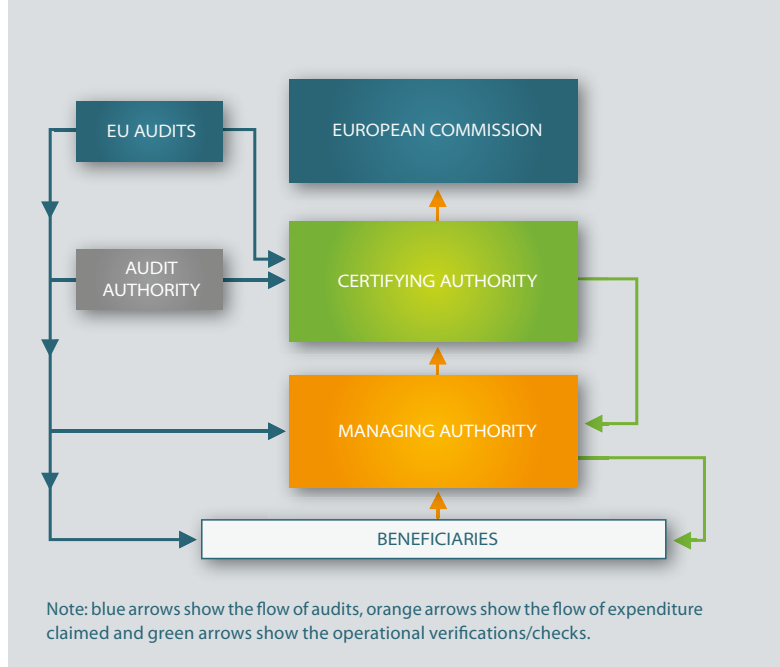 EU AUDITS
EUROPEAN COMMISSION
AUDIT
AUTHORITY
CERTIFYING AUTHORITY
MANAGING AUTHORITY
BENEFICIARIES
Note: blue arrows show the flow of audits, orange arrows show the flow of expenditure
claimed and green arrows show the operational verifications/checks.